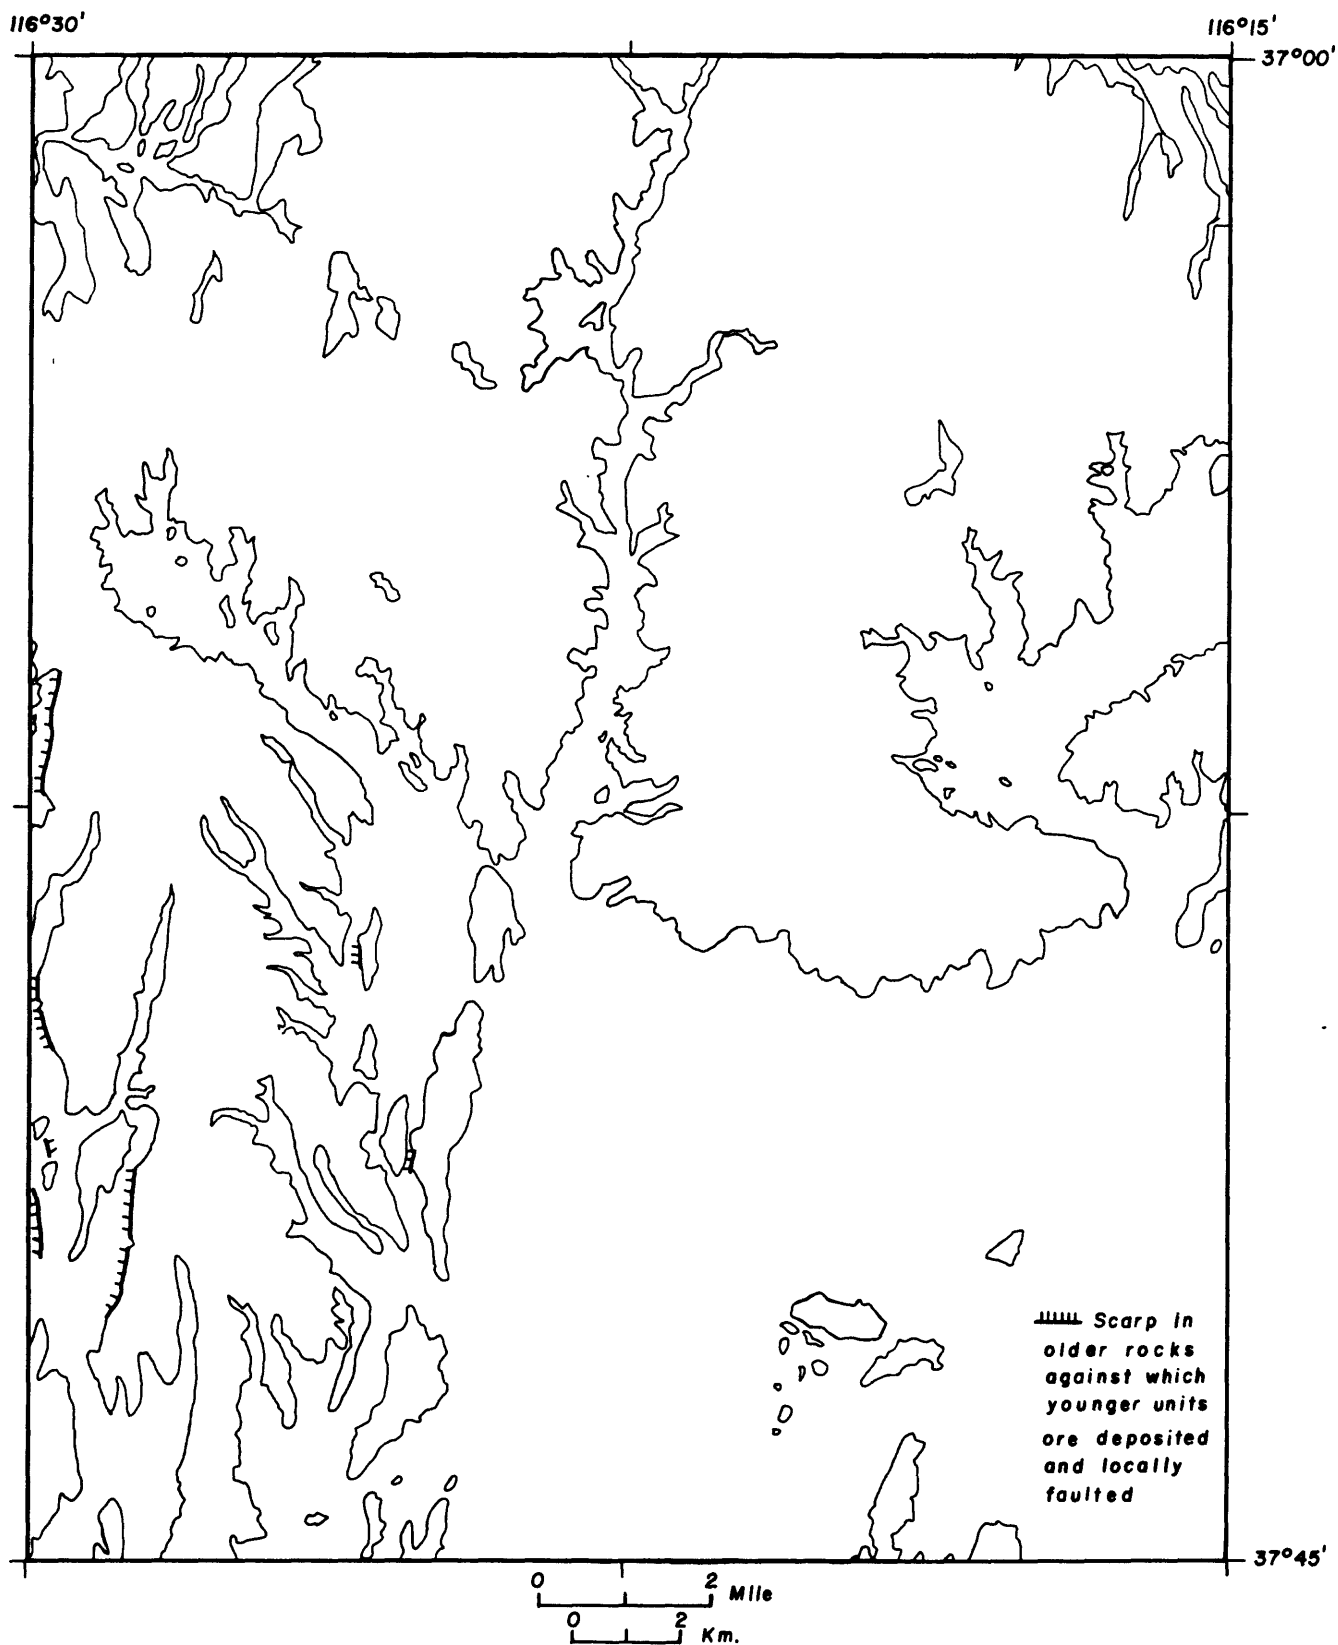 116°30'
116°15'
37°00'
Scarp in
older rocks
against which
younger units
ore deposited
and locally
faulted
37°45'
0 2 Mile
0 2 Km.